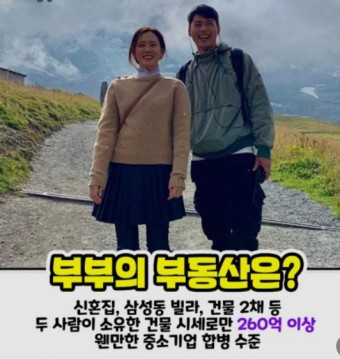 부부의 부동산은?
신혼집, 삼성동 빌라, 건물 2채 등
두 사람이 소유한 건물 시세로만 260억 이상
웬만한 중소기업 합병 수준